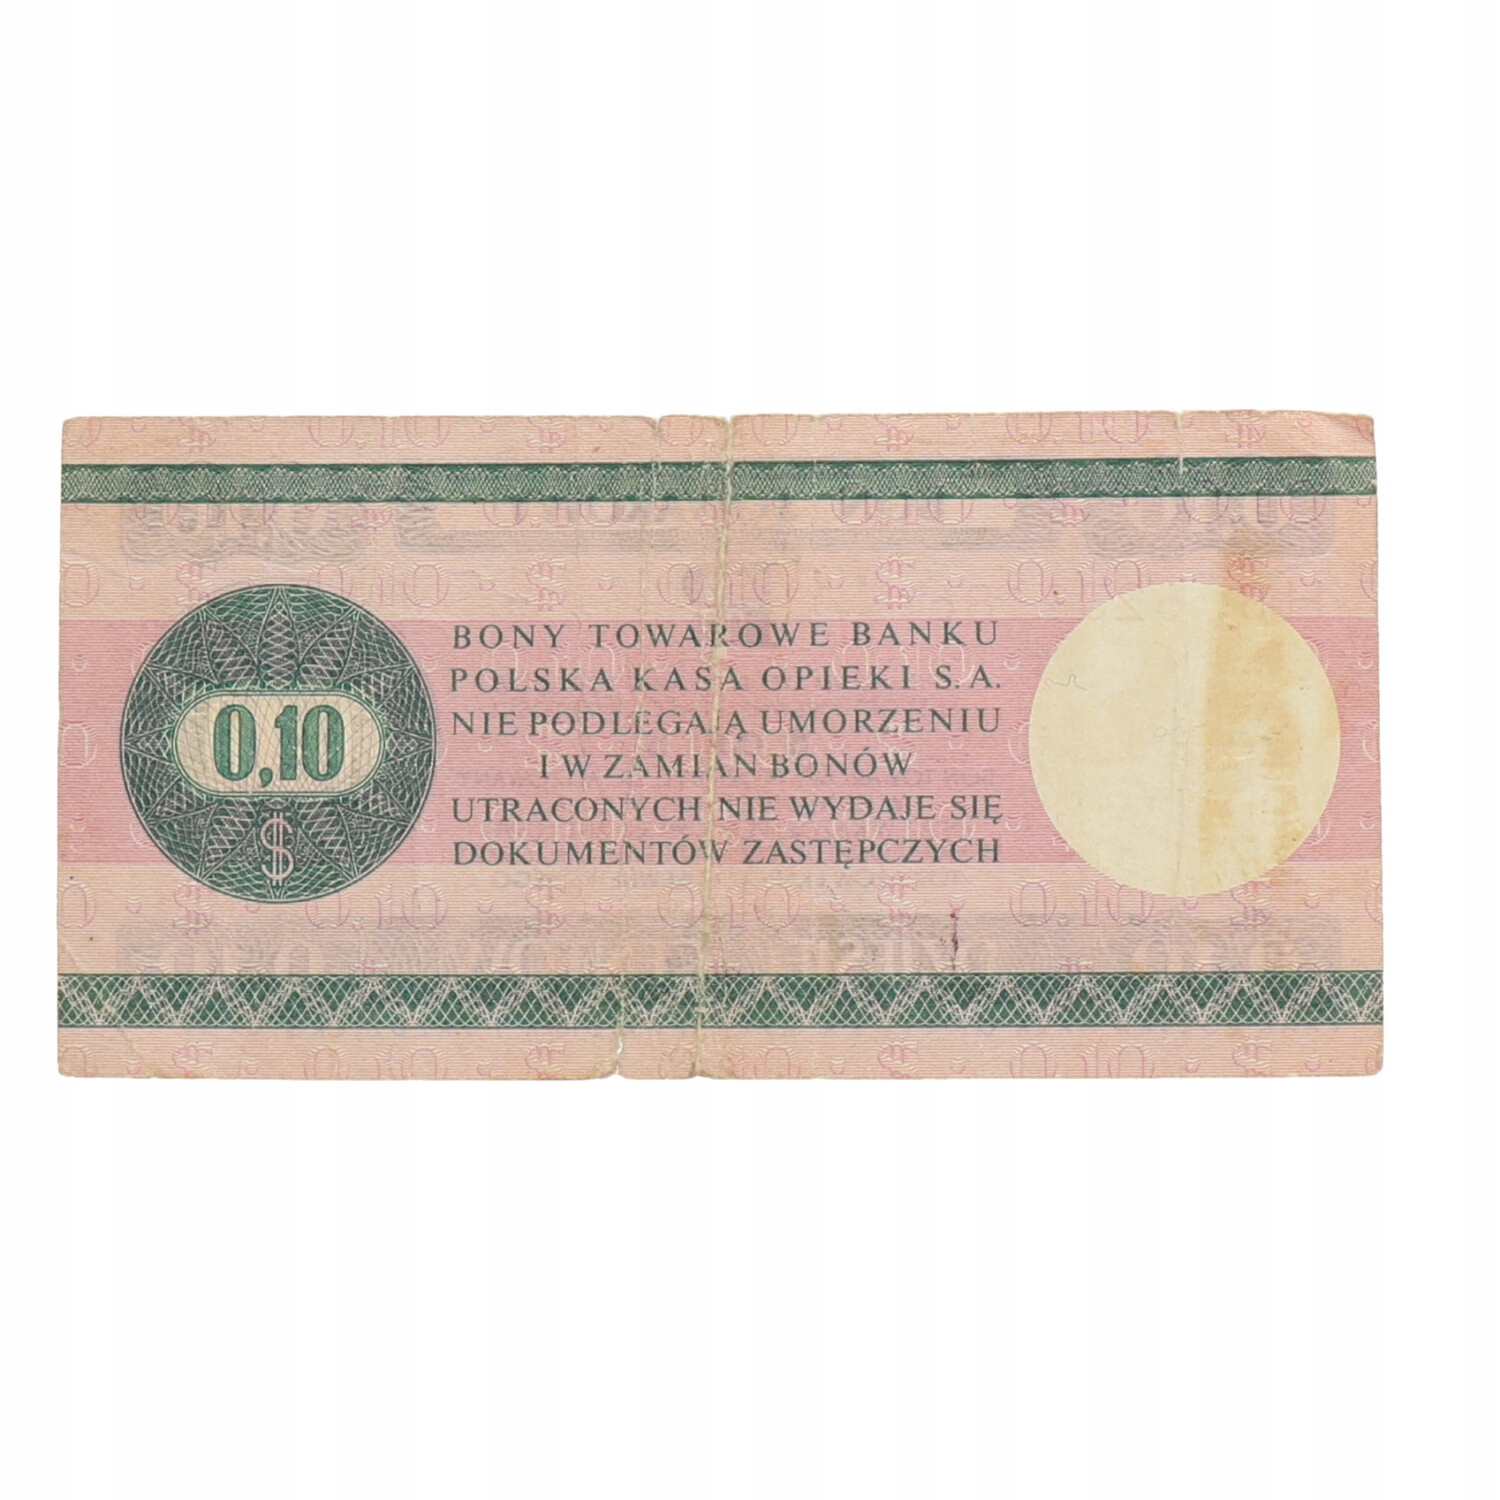 0,10
$
BONY TOWAROWE BANKU
POLSKA KASA OPIEKI S.A.
NIE PODLEGAJĄ UMORZENIU
I W ZAMIAN BONÓW
UTRACONYCH NIE WYDAJE SIĘ
DOKUMENTÓW ZASTĘPCZYCH